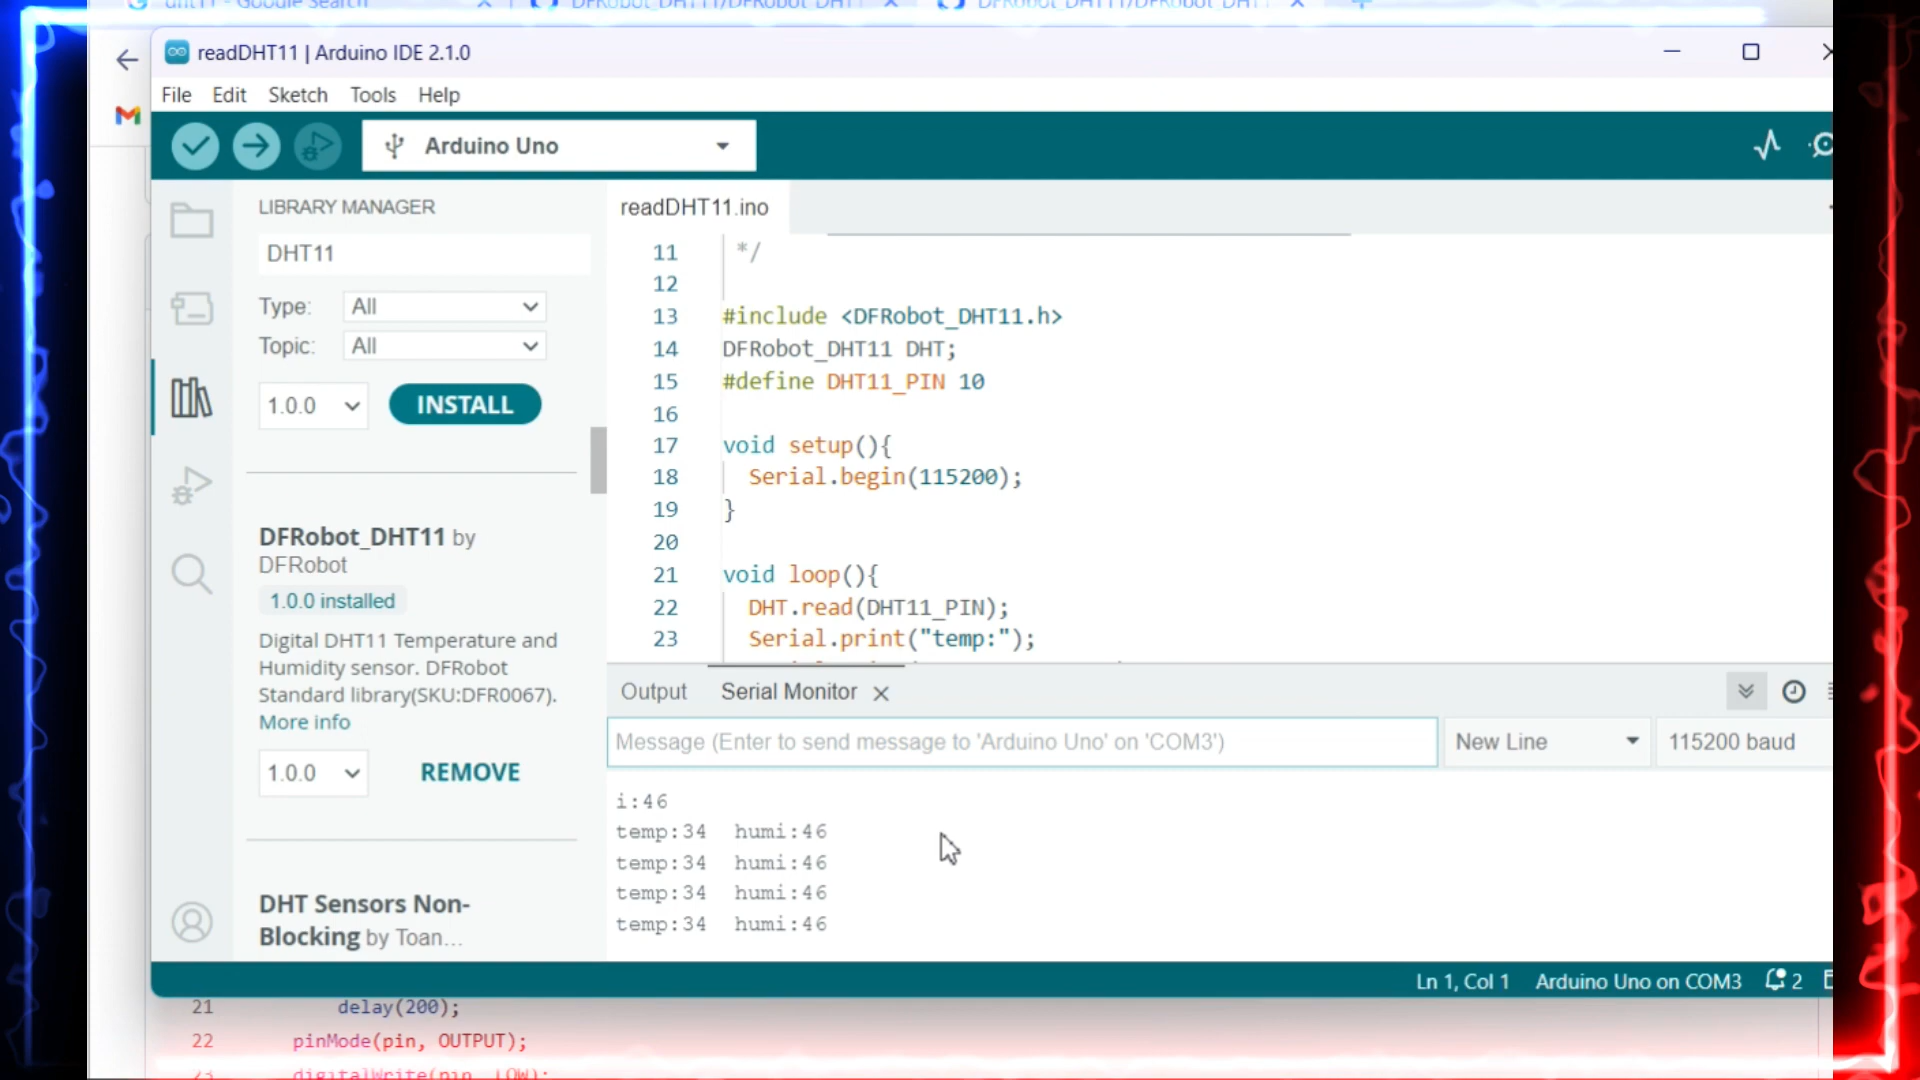 readDHT11 | Arduino IDE 2.1.0
File Edit Sketch Tools Help
Arduino Uno
LIBRARY MANAGER
DHT11
Type: All
Topic: All
1.0.0 INSTALL
DFRobot_DHT11 by
DFRobot
1.0.0 installed
Digital DHT11 Temperature and
Humidity sensor. DFRobot
Standard library(SKU:DFR0067).
More info
1.0.0 REMOVE
DHT Sensors Non-
Blocking by Toan...
readDHT11.ino
11 */
12
13 #include <DFRobot_DHT11.h>
14 DFRobot_DHT11 DHT;
15 #define DHT11_PIN 10
16
17 void setup(){
18 Serial.begin(115200);
19 }
20
21 void loop(){
22 DHT.read(DHT11_PIN);
23 Serial.print("temp:");
Output Serial Monitor
Message (Enter to send message to 'Arduino Uno' on 'COM3') New Line 115200 baud
i:46
temp:34 humi:46
temp:34 humi:46
temp:34 humi:46
temp:34 humi:46
Ln 1, Col 1 Arduino Uno on COM3 2
21 delay(200);
22 pinMode(pin, OUTPUT);
23 digitalWrite(pin, LOW);